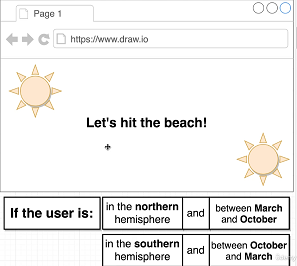 Page 1
https://www.draw.io
Let's hit the beach!
If the user is:
in the northern
hemisphere
and
between March
and October
in the southern
hemisphere
and
between October
and March